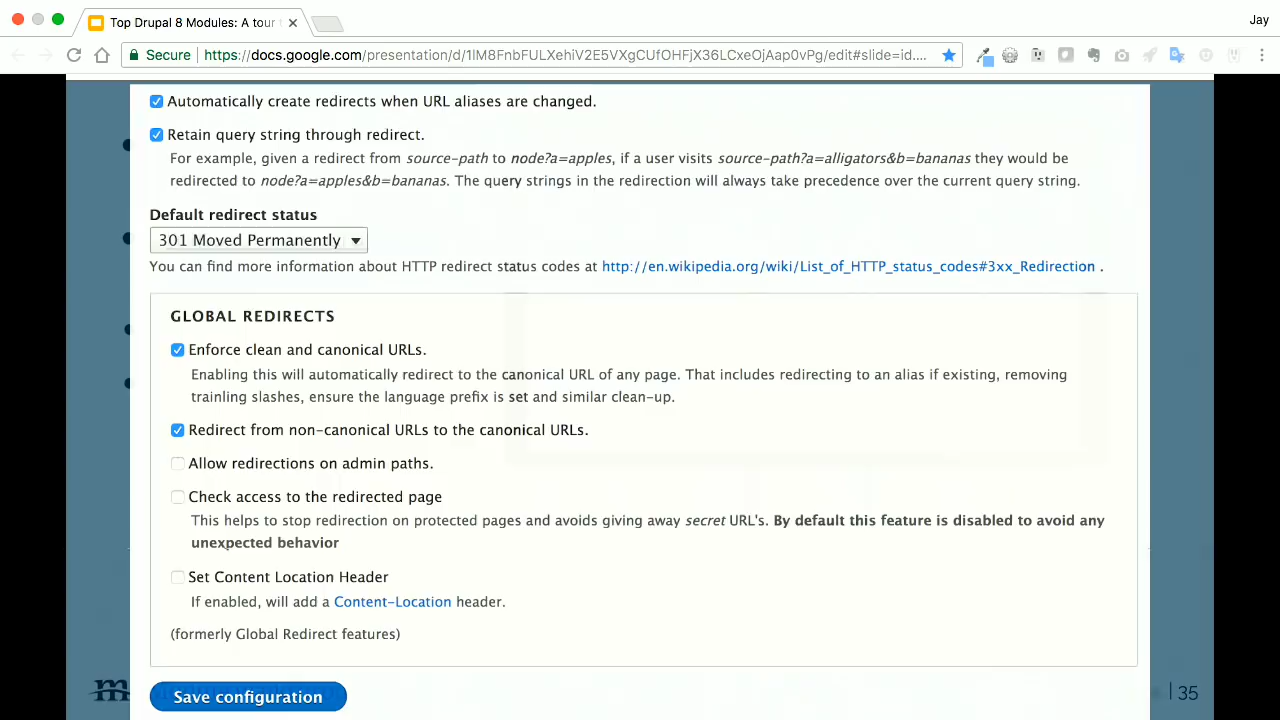 Top Drupal 8 Modules: A tour
Jay
Secure
https://docs.google.com/presentation/d/1IM8FnbFULXehiV2E5VXgCUfOHFjX36LCxeOjAap0vPg/edit#slide=id....
Automatically create redirects when URL aliases are changed.
Retain query string through redirect.
For example, given a redirect from source-path to node?a=apples, if a user visits source-path?a=alligators&b=bananas they would be
redirected to node?a=apples&b=bananas. The query strings in the redirection will always take precedence over the current query string.
Default redirect status
301 Moved Permanently
You can find more information about HTTP redirect status codes at http://en.wikipedia.org/wiki/List_of_HTTP_status_codes#3xx_Redirection .
GLOBAL REDIRECTS
Enforce clean and canonical URLs.
Enabling this will automatically redirect to the canonical URL of any page. That includes redirecting to an alias if existing, removing
trainling slashes, ensure the language prefix is set and similar clean-up.
Redirect from non-canonical URLs to the canonical URLs.
Allow redirections on admin paths.
Check access to the redirected page
This helps to stop redirection on protected pages and avoids giving away secret URL's. By default this feature is disabled to avoid any
unexpected behavior
Set Content Location Header
If enabled, will add a Content-Location header.
(formerly Global Redirect features)
Save configuration
m
| 35